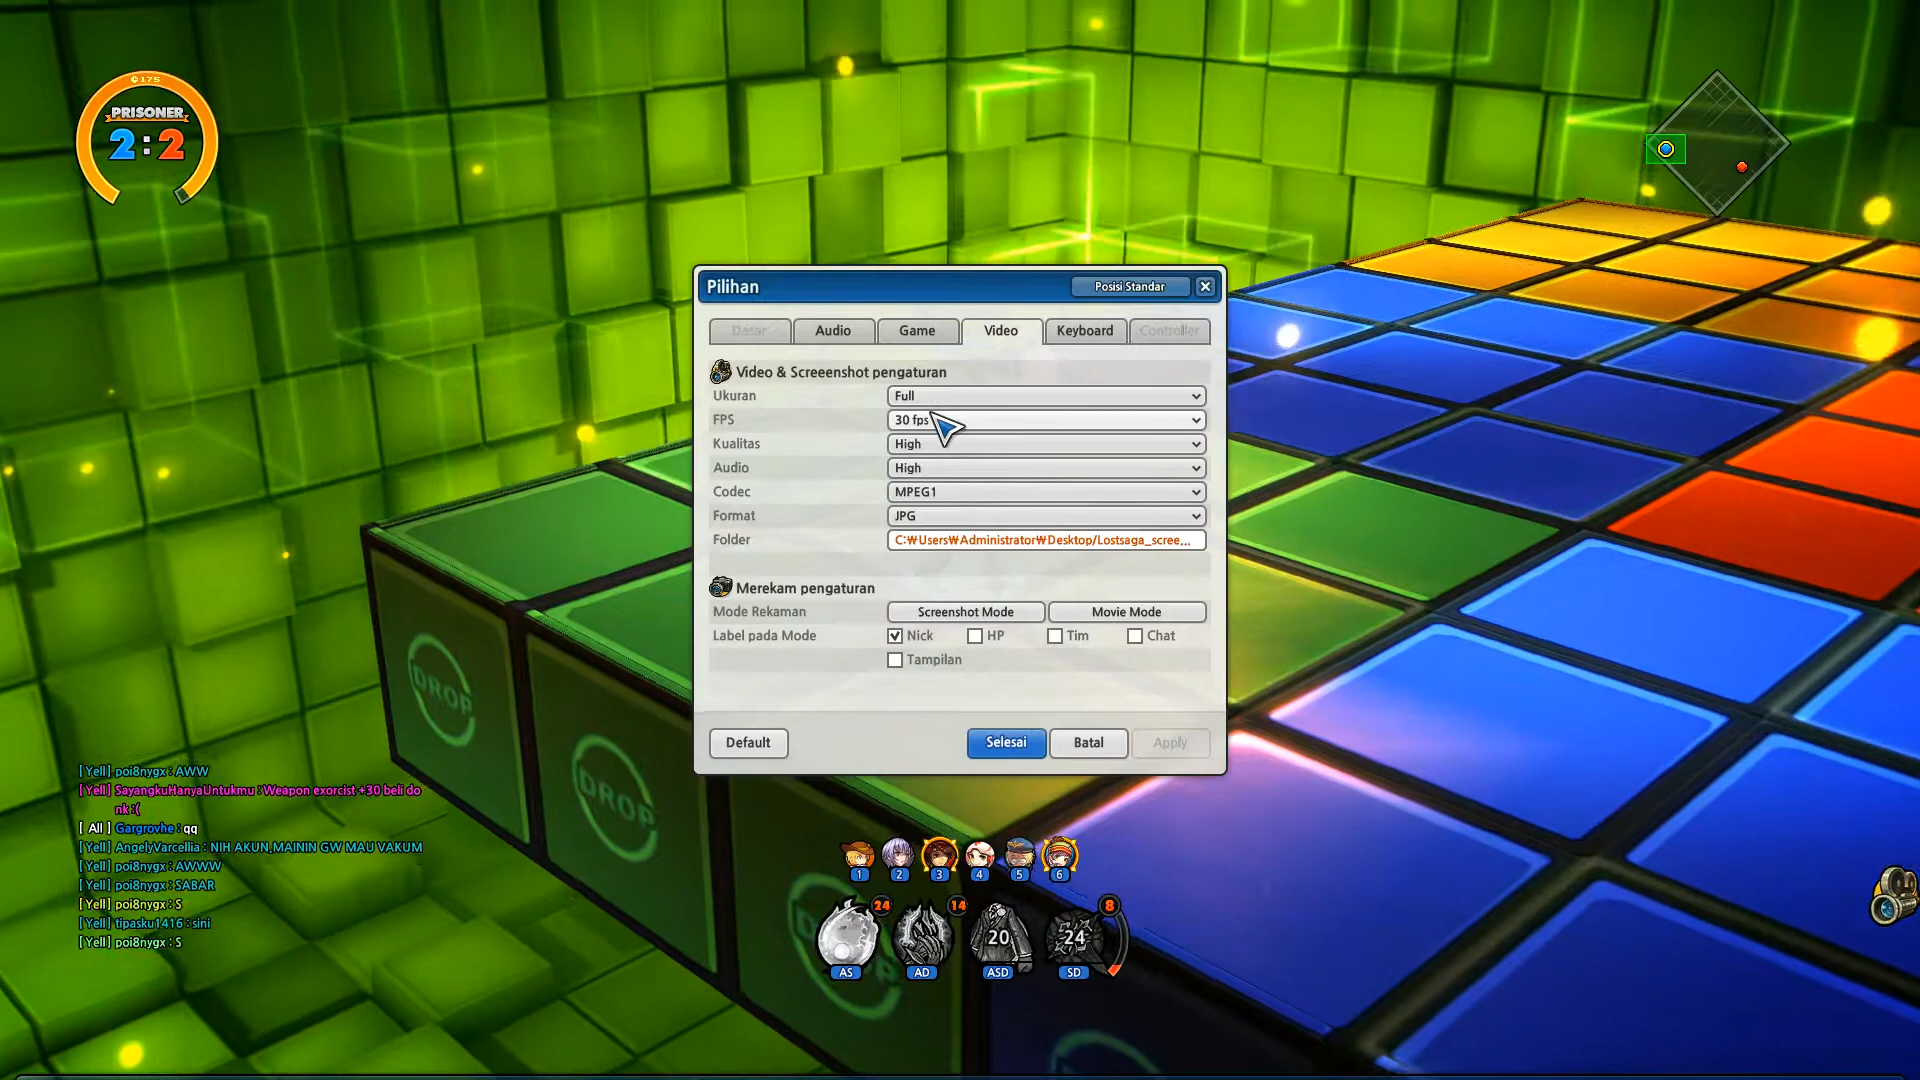 175
PRISONER
2 : 2
Pilihan
Posisi Standar
Dasar Audio Game Video Keyboard Controller
Video & Screeenshot pengaturan
Ukuran Full
FPS 30 fps
Kualitas High
Audio High
Codec MPEG1
Format JPG
Folder C:₩Users₩Administrator₩Desktop/Lostsaga_scree...
Merekam pengaturan
Mode Rekaman Screenshot Mode Movie Mode
Label pada Mode Nick HP Tim Chat
Tampilan
Default Selesai Batal Apply
DROP
DROP
[Yell] poi8nygx : AWW
[Yell] SayangkuHanyaUntukmu : Weapon exorcist +30 beli do
nk :(
[ All ] Gargrovhe : qq
[Yell] AngelyVarcellia : NIH AKUN,MAININ GW MAU VAKUM
[Yell] poi8nygx : AWWW
[Yell] poi8nygx : SABAR
[Yell] poi8nygx : S
[Yell] tipasku1416 : sini
[Yell] poi8nygx : S
1 2 3 4 5 6
24 14 8
20 24
AS AD ASD SD